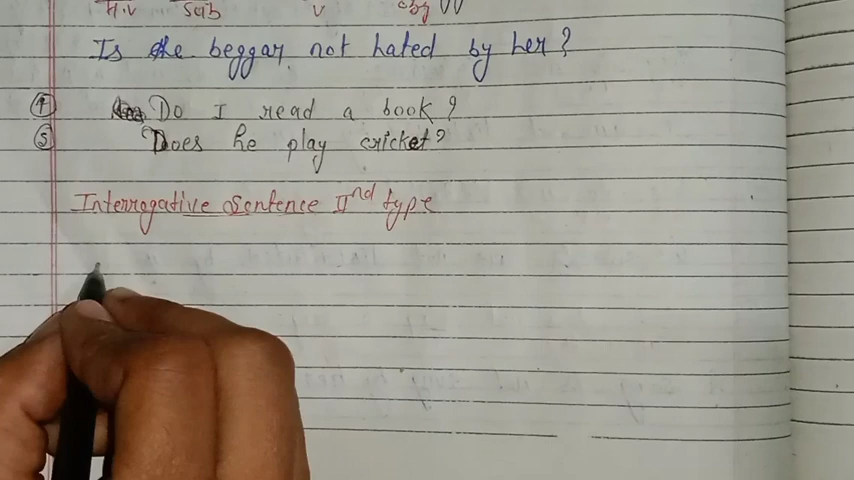 H.V Sub V obj
Is the beggar not hated by her?
④ Do I read a book?
⑤ Does he play cricket?
Interrogative Sentence IInd type